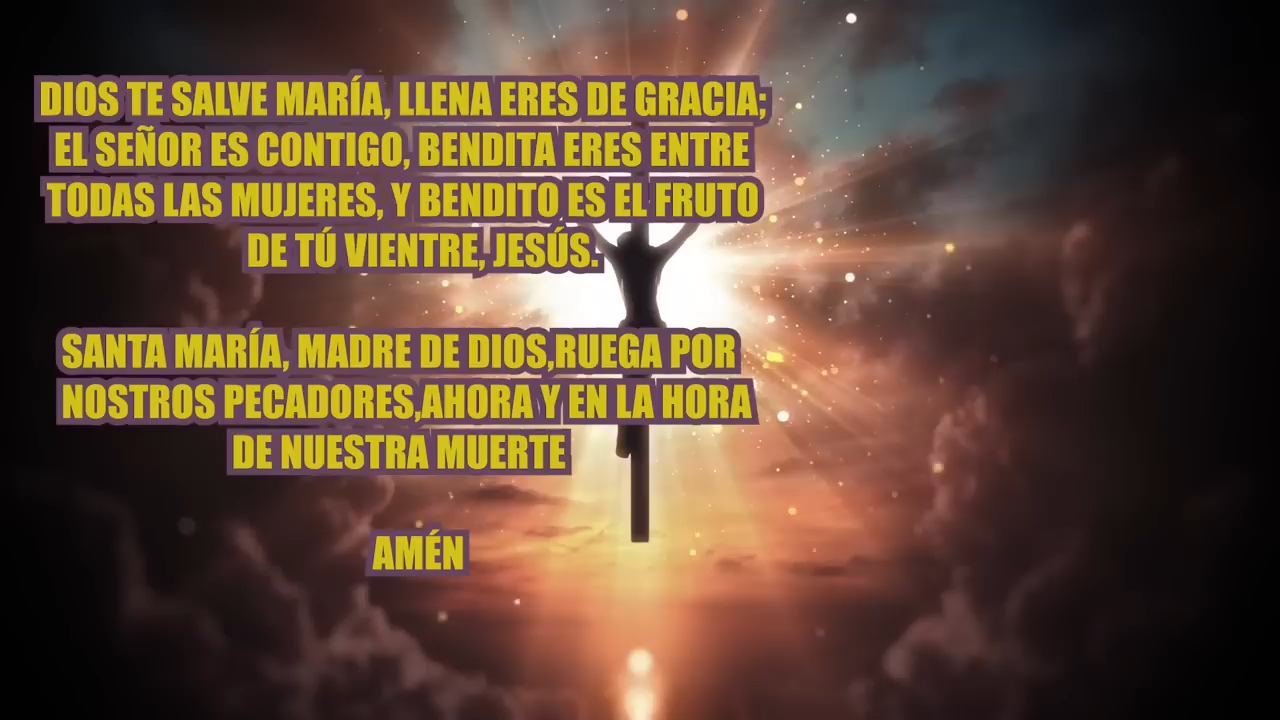 DIOS TE SALVE MARÍA, LLENA ERES DE GRACIA;
EL SEÑOR ES CONTIGO, BENDITA ERES ENTRE
TODAS LAS MUJERES, Y BENDITO ES EL FRUTO
DE TÚ VIENTRE, JESÚS.
SANTA MARÍA, MADRE DE DIOS,RUEGA POR
NOSTROS PECADORES,AHORA Y EN LA HORA
DE NUESTRA MUERTE
AMÉN